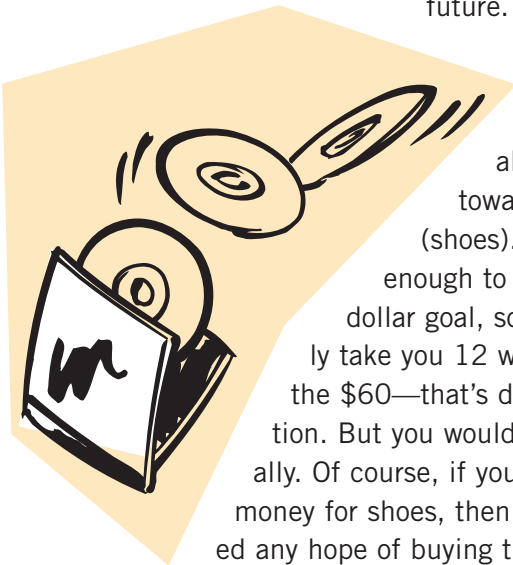 future.
towa
(shoes).
enough to
dollar goal, so
ly take you 12 w
the $60—that's d
tion. But you would
ally. Of course, if you
money for shoes, then
ed any hope of buying t